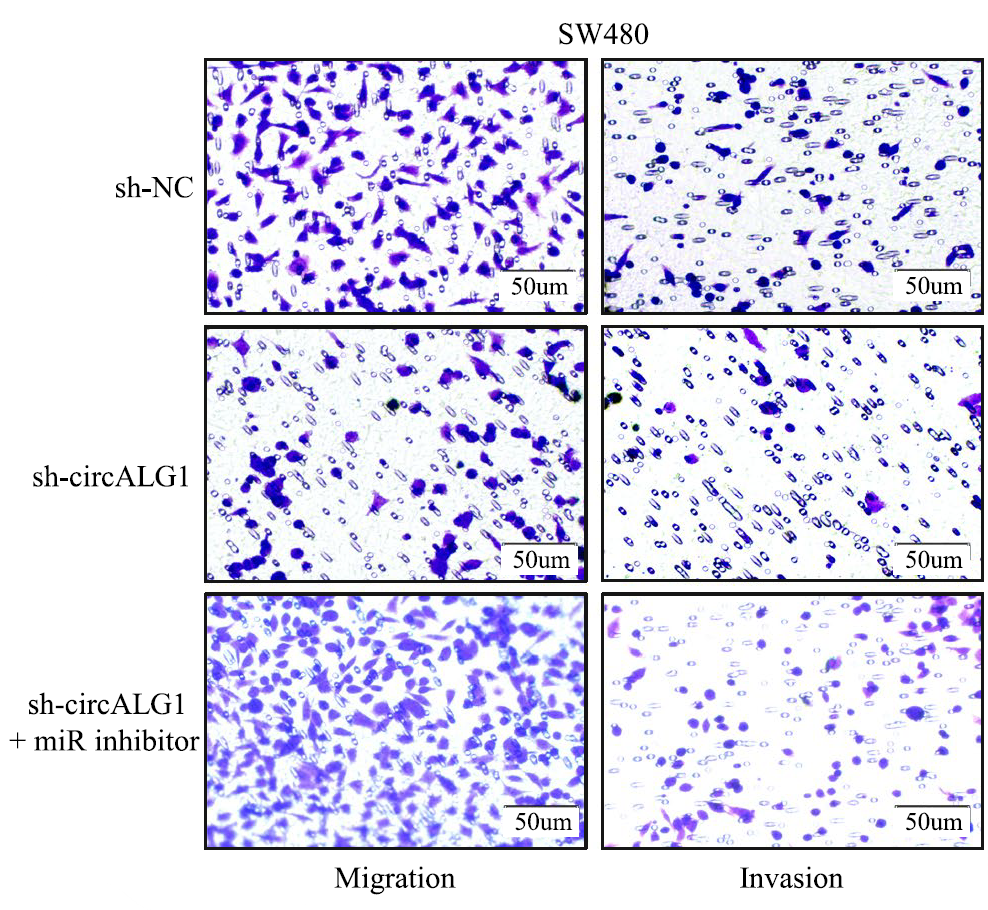 SW480
sh-NC
50um
50um
sh-circALG1
50um
50um
sh-circALG1
+ miR inhibitor
50um
50um
Migration
Invasion